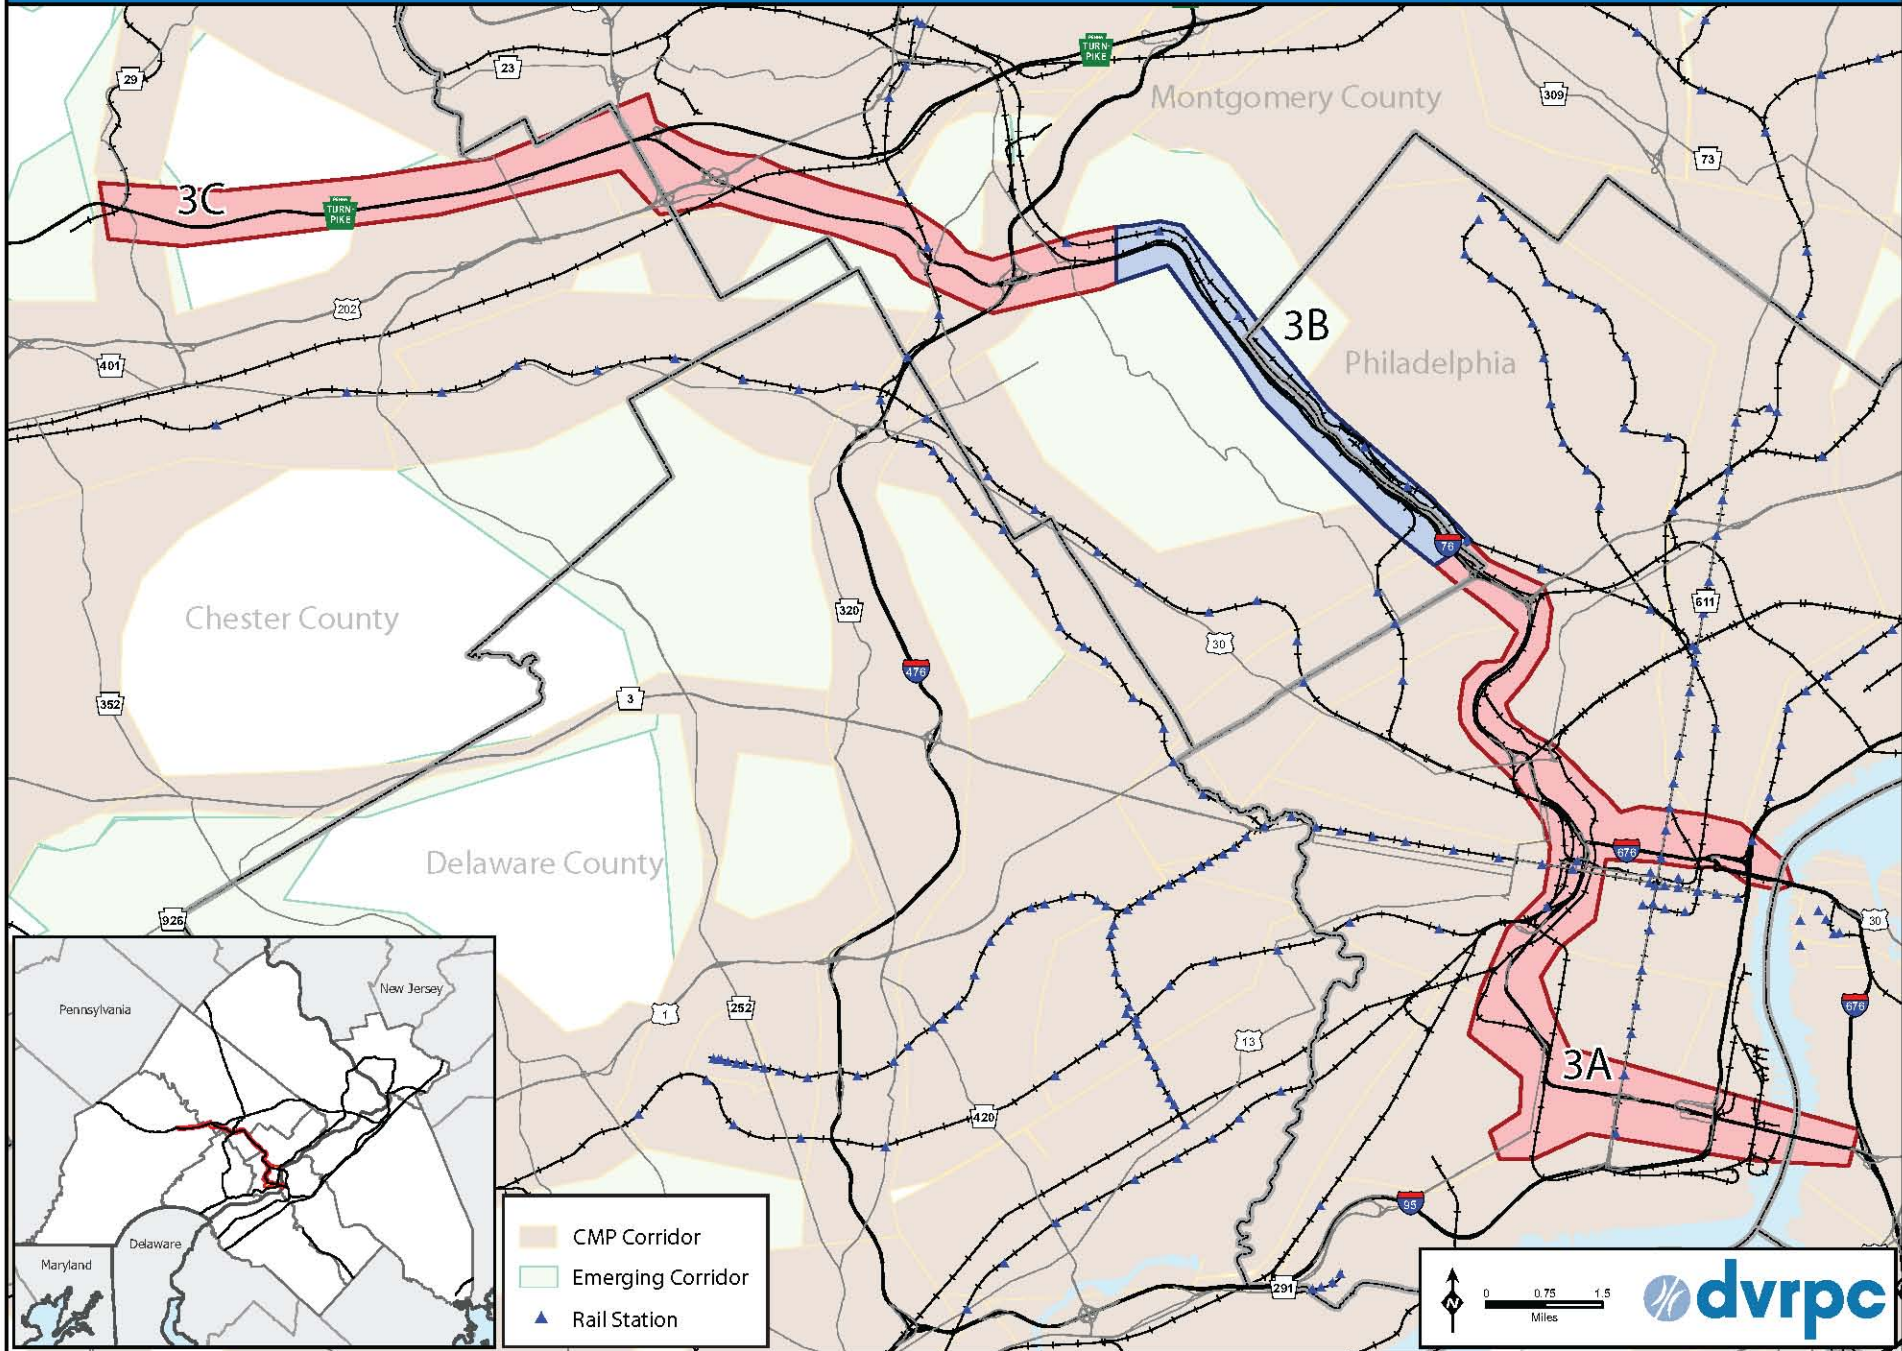 PENNA
TURN-
PIKE
29
23
Montgomery County
309
73
3C
PENNA
TURN-
PIKE
202
3B
Philadelphia
401
76
Chester County
320
30
611
476
352
3
Delaware County
676
926
30
1
252
13
676
3A
420
95
291
Pennsylvania
New Jersey
Delaware
Maryland
CMP Corridor
Emerging Corridor
Rail Station
N
0 0.75 1.5
Miles
dvrpc